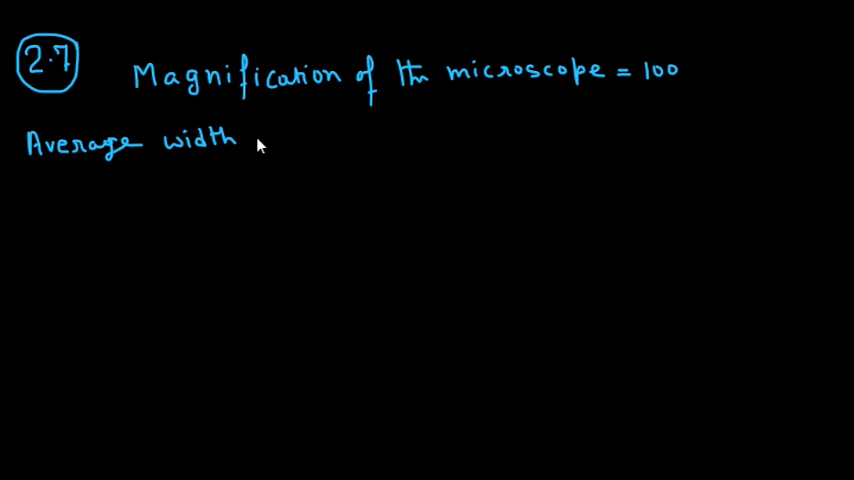 2.7 Magnification of the microscope = 100
Average width